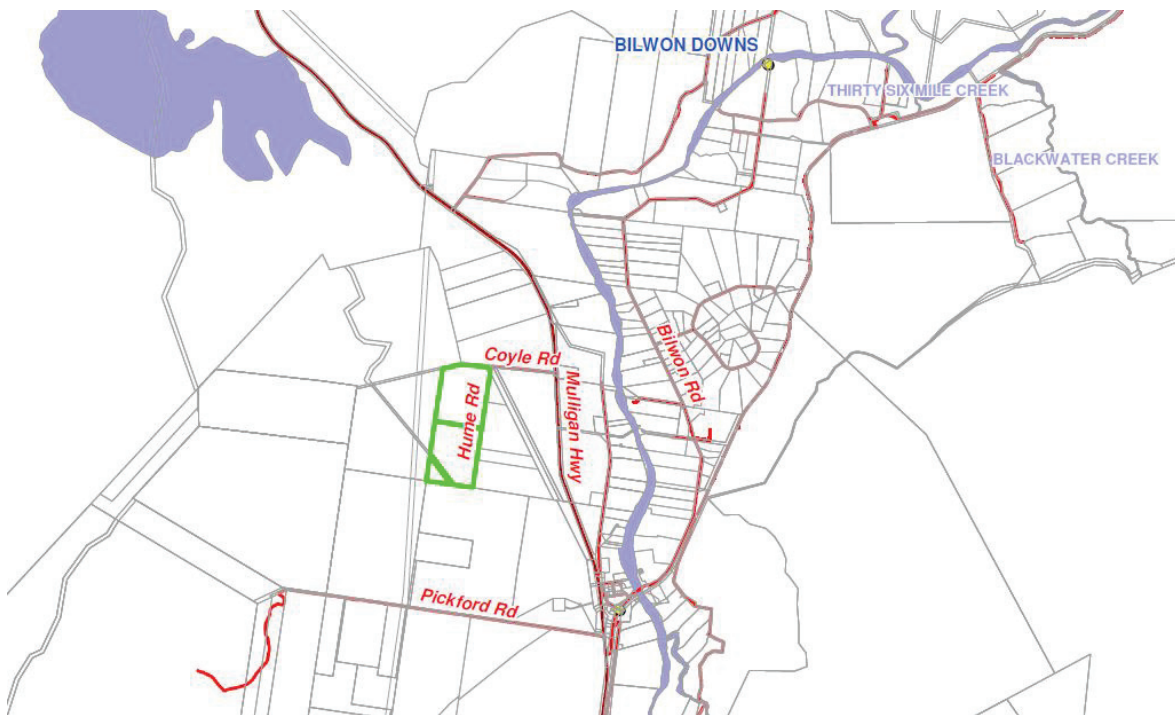 BILWON DOWNS
THIRTY SIX MILE CREEK
BLACKWATER CREEK
Coyle Rd
Hume Rd
Mulligan Hwy
Bilwon Rd
Pickford Rd